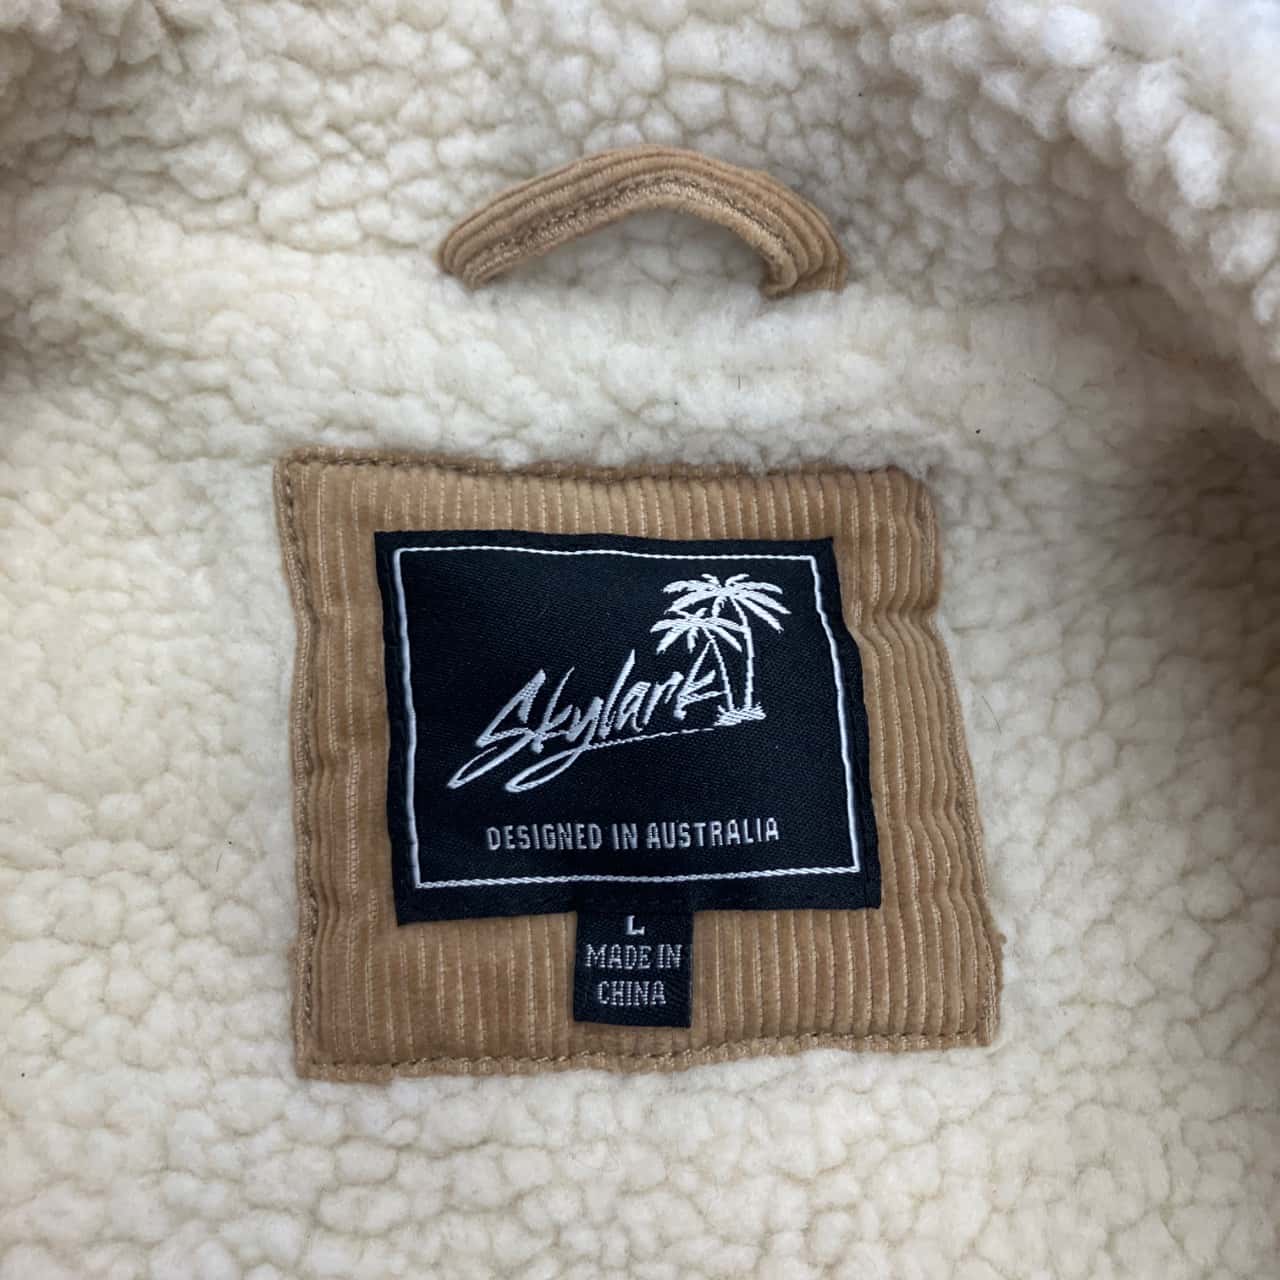 Skylark
DESIGNED IN AUSTRALIA
L
MADE IN
CHINA